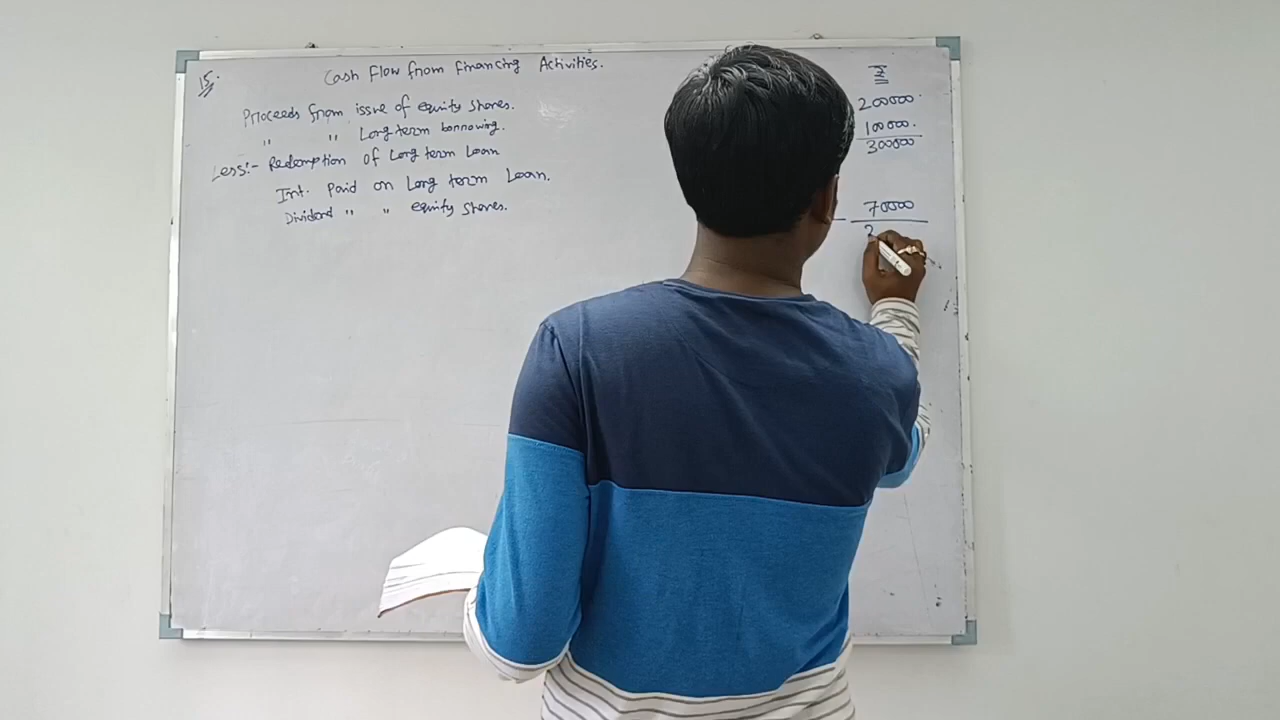 15.
Cash Flow from Financing Activities.
₹
Proceeds from issue of equity shares. 200000.
" " Long term borrowing. 100000.
300000
Less:- Redemption of Long term Loan
Int. Paid on Long term Loan.
Dividend " " equity shares. 70000
2